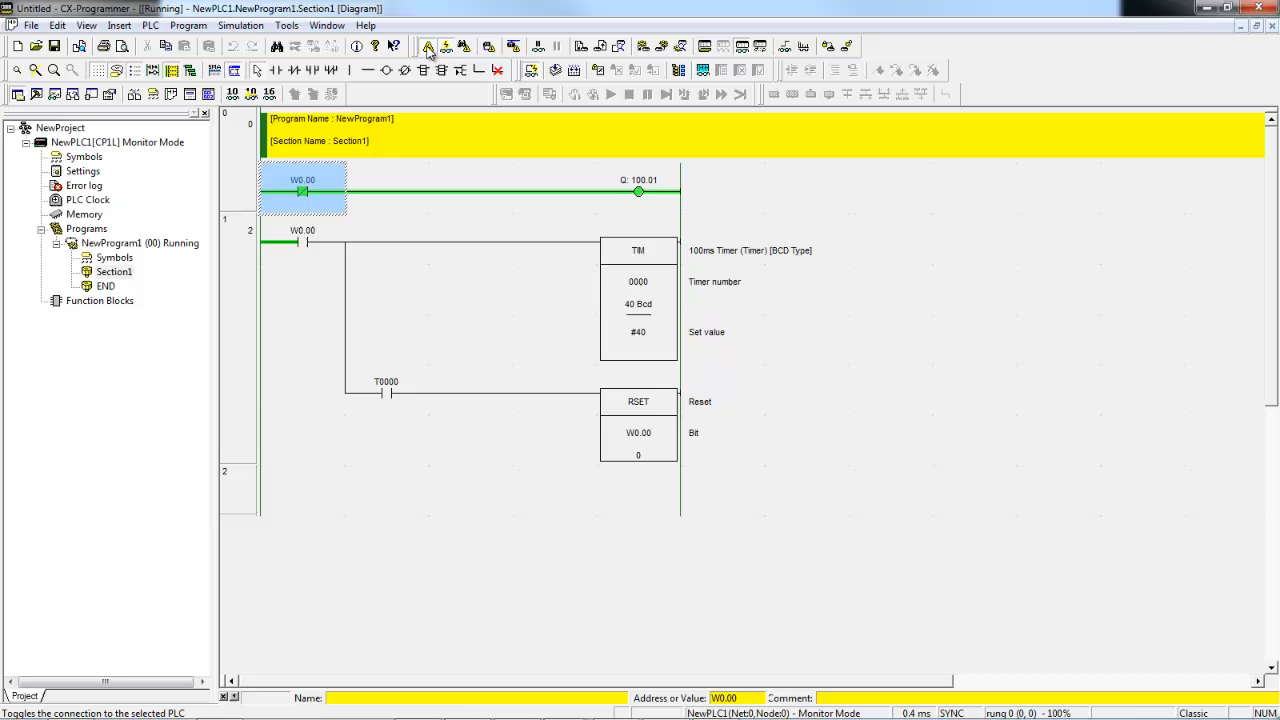 Untitled - CX-Programmer - [[Running] - NewPLC1.NewProgram1.Section1 [Diagram]]
File Edit View Insert PLC Program Simulation Tools Window Help
10 10 16
NewProject
NewPLC1[CP1L] Monitor Mode
Symbols
Settings
Error log
PLC Clock
Memory
Programs
NewProgram1 (00) Running
Symbols
Section1
END
Function Blocks
Project
0
0
[Program Name : NewProgram1]
[Section Name : Section1]
W0.00
Q: 100.01
1
2
W0.00
TIM
100ms Timer (Timer) [BCD Type]
0000
Timer number
40 Bcd
#40
Set value
T0000
RSET
Reset
W0.00
Bit
0
2
Name:
Address or Value: W0.00
Comment:
Toggles the connection to the selected PLC
NewPLC1(Net:0,Node:0) - Monitor Mode
0.4 ms
SYNC
rung 0 (0, 0) - 100%
Classic
NUM